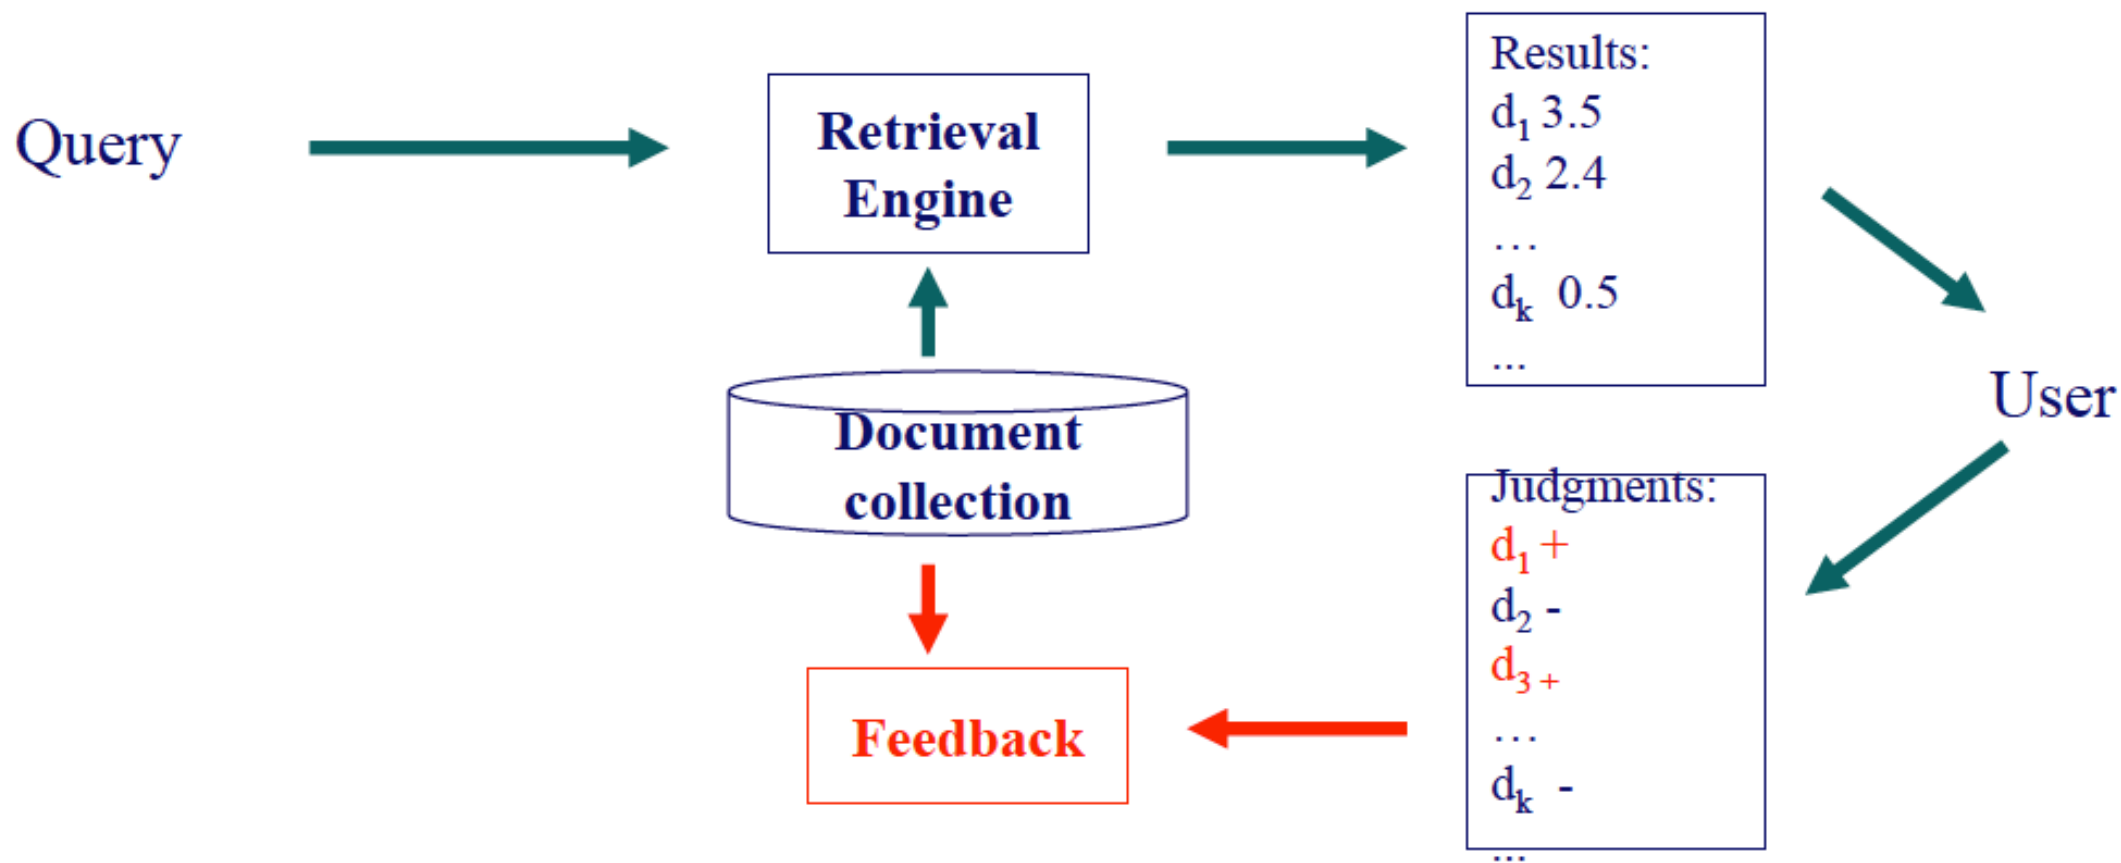 Query
Retrieval
Engine
Document
collection
Feedback
Results:
d₁ 3.5
d₂ 2.4
…
dₖ 0.5
...
User
Judgments:
d₁ +
d₂ -
d₃ +
…
dₖ -
...